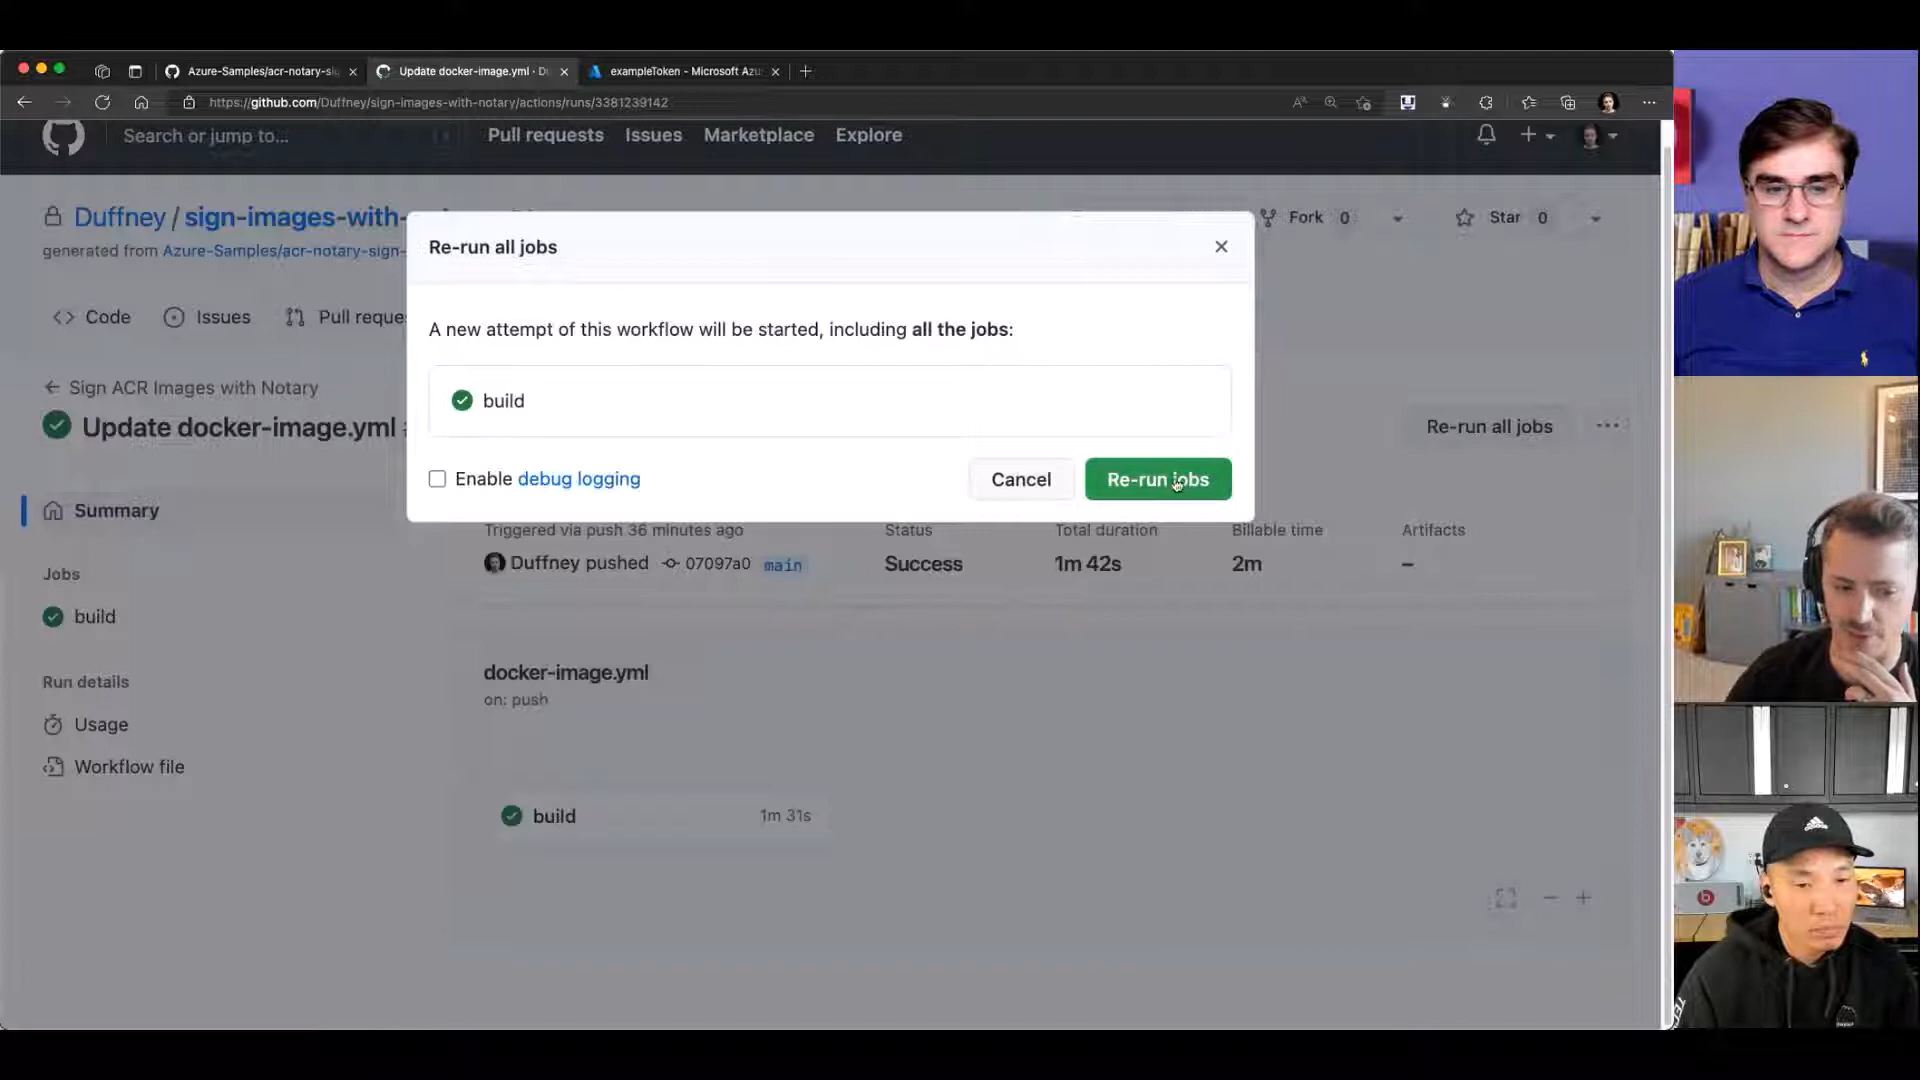 Azure-Samples/acr-notary-si
Update docker-image.yml · D
exampleToken - Microsoft Azu
https://github.com/Duffney/sign-images-with-notary/actions/runs/3381239142
Search or jump to...
Pull requests
Issues
Marketplace
Explore
Duffney / sign-images-with-
Fork 0
Star 0
generated from Azure-Samples/acr-notary-sign-
Re-run all jobs
Code
Issues
Pull reque
A new attempt of this workflow will be started, including all the jobs:
build
Sign ACR Images with Notary
Update docker-image.yml
Re-run all jobs
Enable debug logging
Cancel
Re-run jobs
Summary
Triggered via push 36 minutes ago
Status
Total duration
Billable time
Artifacts
Duffney pushed 07097a0 main
Success
1m 42s
2m
–
Jobs
build
Run details
Usage
Workflow file
docker-image.yml
on: push
build
1m 31s